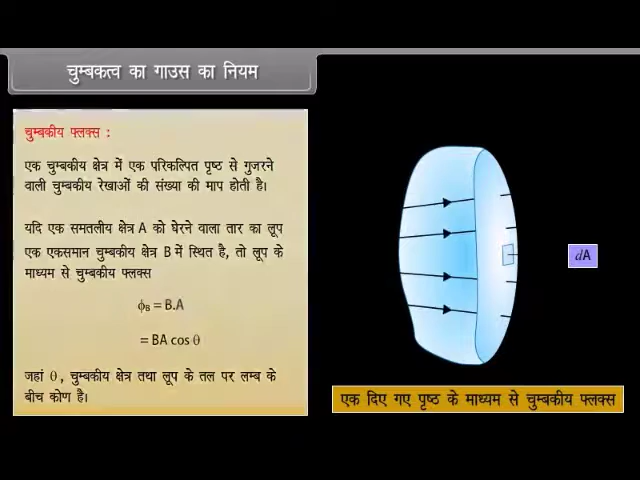 चुम्बकत्व का गाउस का नियम
चुम्बकीय फ्लक्स :
एक चुम्बकीय क्षेत्र में एक परिकल्पित पृष्ठ से गुजरने
वाली चुम्बकीय रेखाओं की संख्या की माप होती है।
यदि एक समतलीय क्षेत्र A को घेरने वाला तार का लूप
एक एकसमान चुम्बकीय क्षेत्र B में स्थित है, तो लूप के
माध्यम से चुम्बकीय फ्लक्स
ϕB = B.A
= BA cos θ
जहां θ, चुम्बकीय क्षेत्र तथा लूप के तल पर लम्ब के
बीच कोण है।
dA
एक दिए गए पृष्ठ के माध्यम से चुम्बकीय फ्लक्स